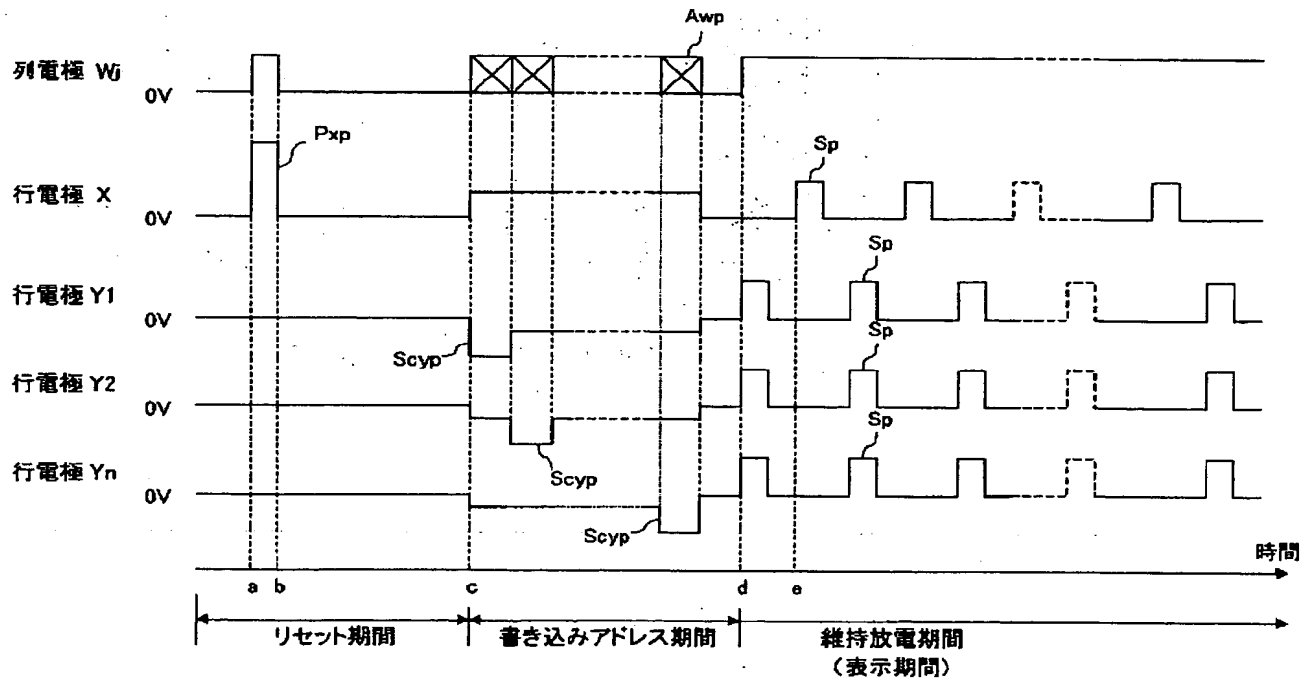 Awp
列電極 Wj
0V
Pxp
Sp
行電極 X
0V
Sp
行電極 Y1
0V
Scyp
Sp
行電極 Y2
0V
Scyp
Sp
行電極 Yn
0V
Scyp
時間
a b c d e
リセット期間 書き込みアドレス期間 維持放電期間
(表示期間)